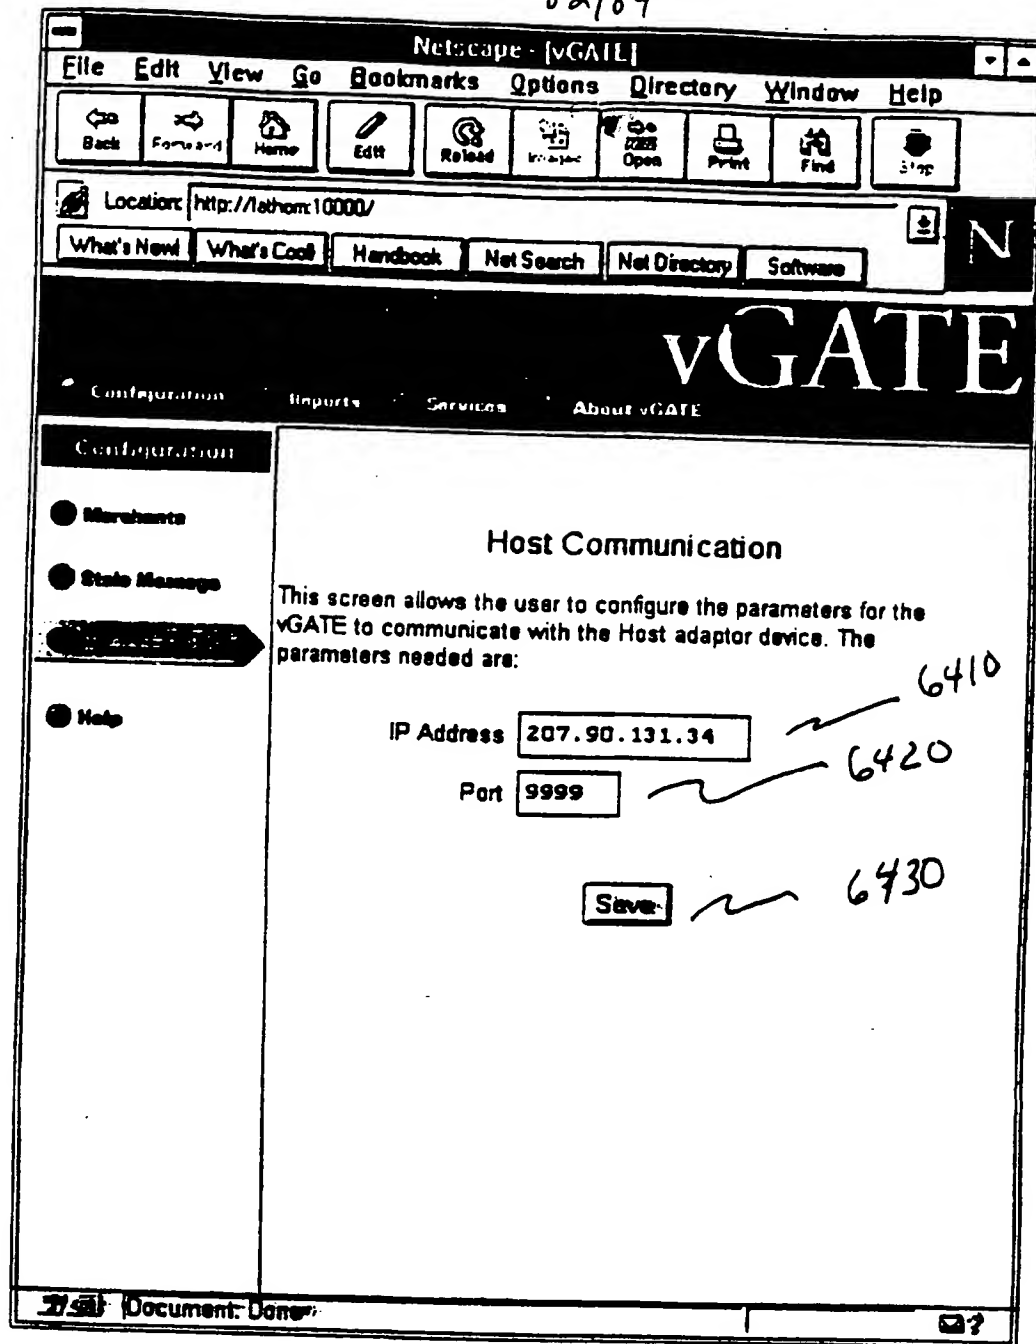 Netscape - [vGATE]
File Edit View Go Bookmarks Options Directory Window Help
Back Forward Home Edit Reload Images Open Print Find Stop
Location: http://lathom:10000/
What's New! What's Cool! Handbook Net Search Net Directory Software
N
vGATE
Configuration Reports Services About vGATE
Configuration
Merchants
Stale Message
Help
Host Communication
This screen allows the user to configure the parameters for the
vGATE to communicate with the Host adaptor device. The
parameters needed are:
IP Address 207.90.131.34
6410
Port 9999
6420
Save
6430
Document: Done